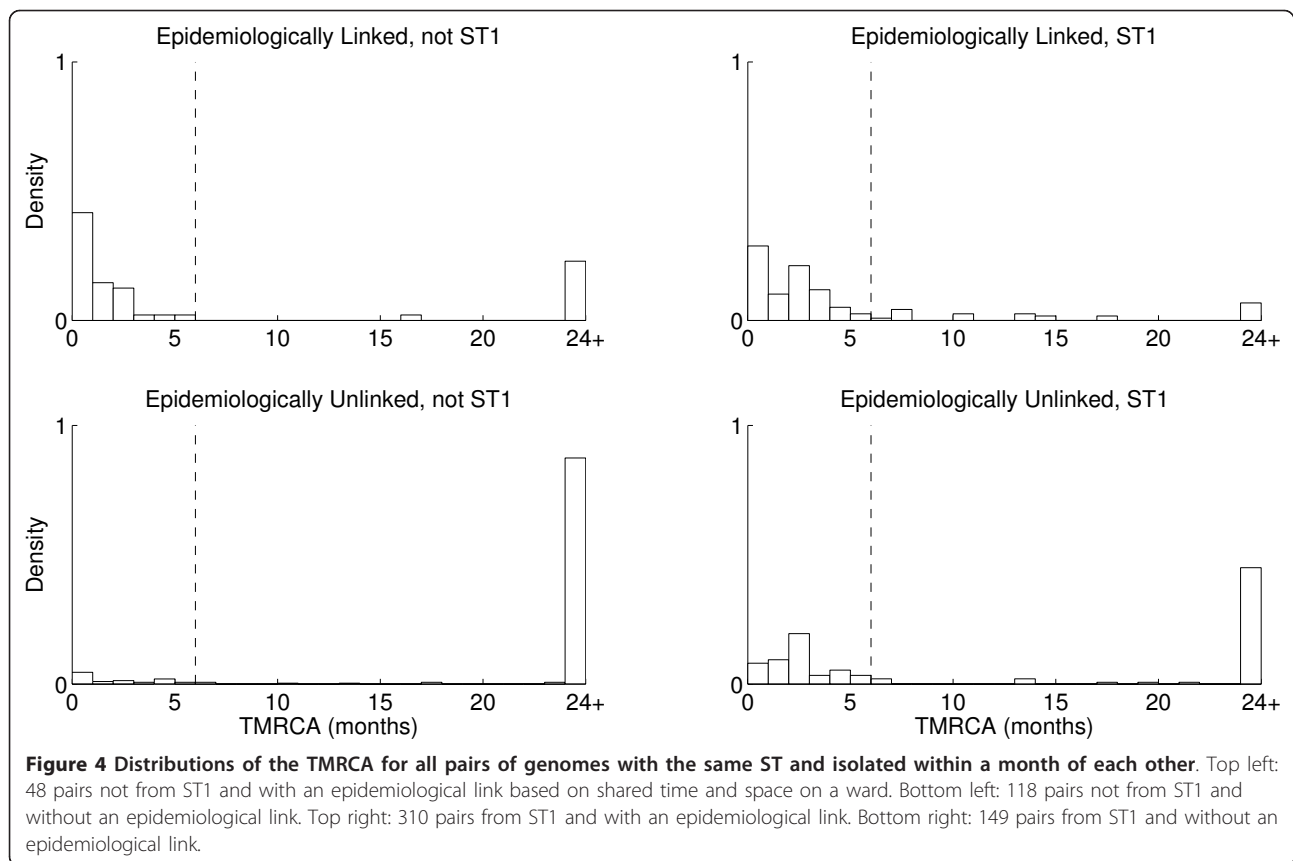 Epidemiologically Linked, not ST1
1
Density
0
0 5 10 15 20 24+
Epidemiologically Linked, ST1
1
0
0 5 10 15 20 24+
Epidemiologically Unlinked, not ST1
1
Density
0
0 5 10 15 20 24+
TMRCA (months)
Epidemiologically Unlinked, ST1
1
0
0 5 10 15 20 24+
TMRCA (months)
Figure 4 Distributions of the TMRCA for all pairs of genomes with the same ST and isolated within a month of each other. Top left:
48 pairs not from ST1 and with an epidemiological link based on shared time and space on a ward. Bottom left: 118 pairs not from ST1 and
without an epidemiological link. Top right: 310 pairs from ST1 and with an epidemiological link. Bottom right: 149 pairs from ST1 and without an
epidemiological link.